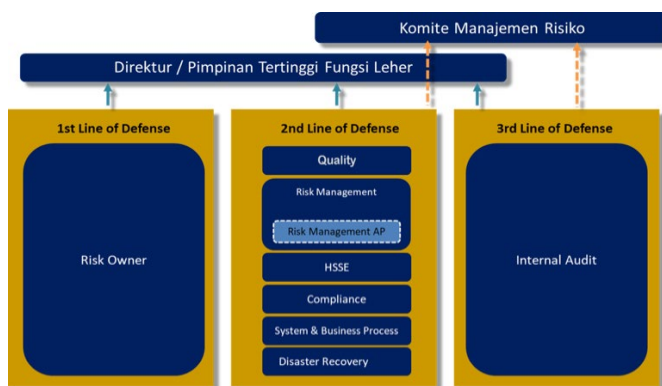 Komite Manajemen Risiko
Direktur / Pimpinan Tertinggi Fungsi Leher
1st Line of Defense
Risk Owner
2nd Line of Defense
Quality
Risk Management
Risk Management AP
HSSE
Compliance
System & Business Process
Disaster Recovery
3rd Line of Defense
Internal Audit